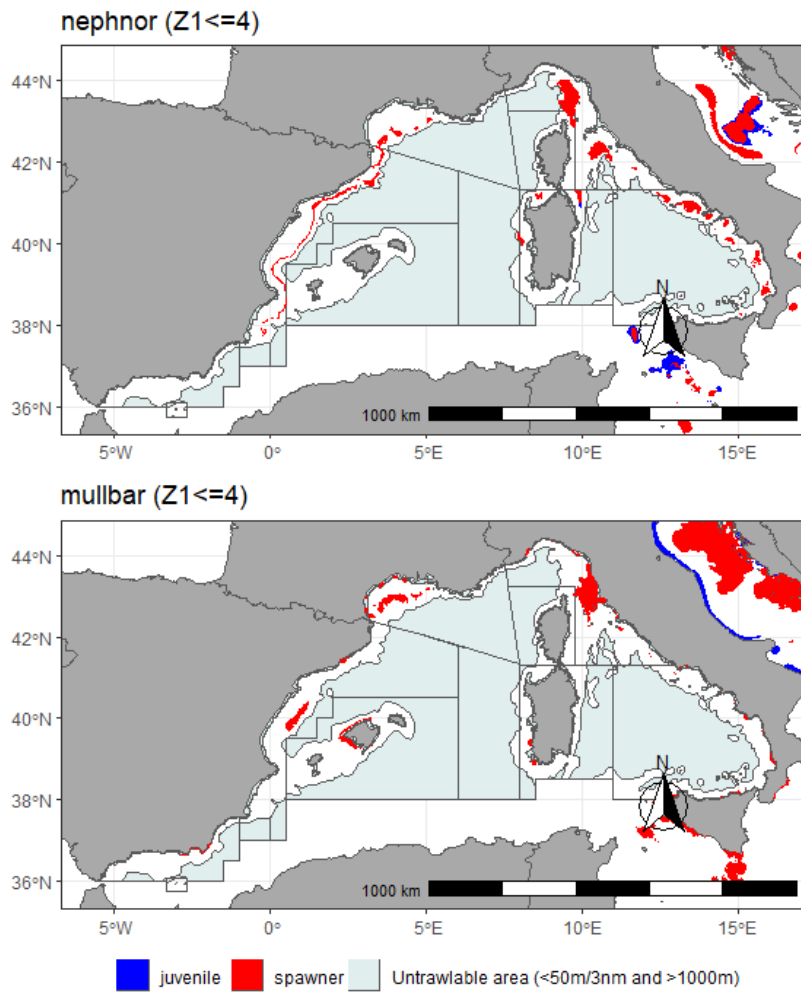 nephnor (Z1<=4)
44°N
42°N
40°N
38°N
36°N
N
1000 km
5°W
0°
5°E
10°E
15°E
mullbar (Z1<=4)
44°N
42°N
40°N
38°N
36°N
N
1000 km
5°W
0°
5°E
10°E
15°E
juvenile spawner Untrawlable area (<50m/3nm and >1000m)